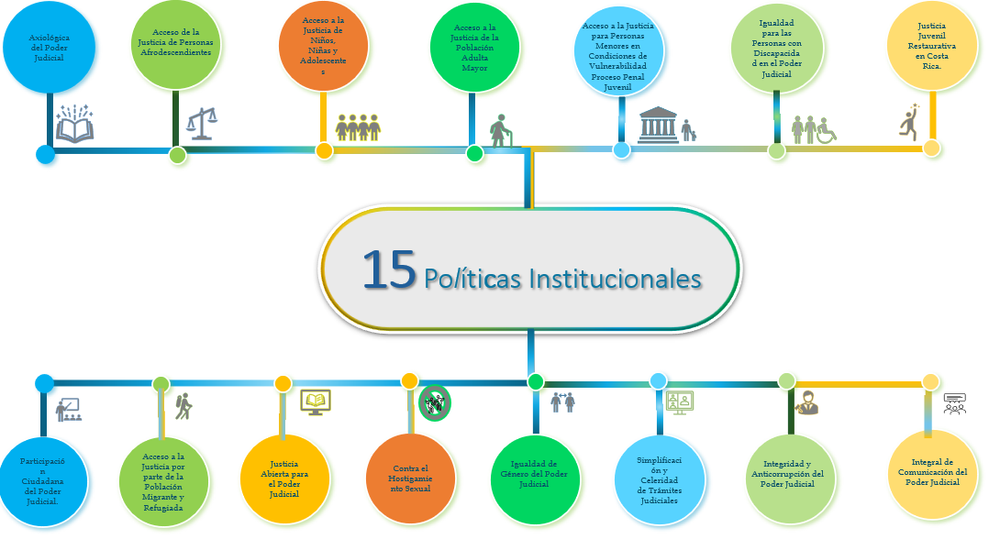 Axiológica
del Poder
Judicial
Acceso de la
Justicia de Personas
Afrodescendientes
Acceso a la
Justicia de
Niños,
Niñas y
Adolescente
s
Acceso a la
Justicia de la
Población
Adulta
Mayor
Acceso a la Justicia
para Personas
Menores en
Condiciones de
Vulnerabilidad
Proceso Penal
Juvenil
Igualdad
para las
Personas con
Discapacida
d en el Poder
Judicial
Justicia
Juvenil
Restaurativa
en Costa
Rica.
15 Políticas Institucionales
Participació
n
Ciudadana
del Poder
Judicial.
Acceso a la
Justicia por
parte de la
Población
Migrante y
Refugiada
Justicia
Abierta para
el Poder
Judicial
Contra el
Hostigamie
nto Sexual
Igualdad de
Género del Poder
Judicial
Simplificaci
ón y
Celeridad
de Trámites
Judiciales
Integridad y
Anticorrupción del
Poder Judicial
Integral de
Comunicación del
Poder Judicial